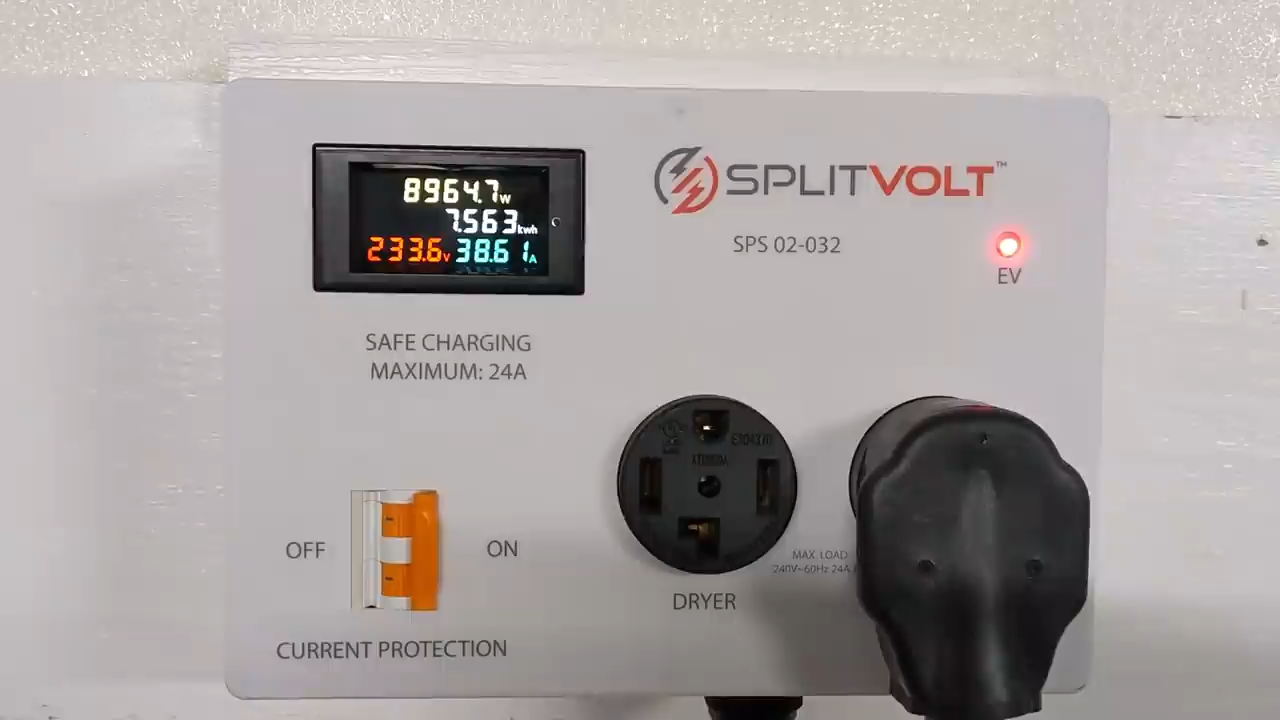 8964.7W
7.563kwh
233.6V 38.61A
SPLITVOLT™
SPS 02-032
EV
SAFE CHARGING
MAXIMUM: 24A
OFF
ON
CURRENT PROTECTION
MAX. LOAD
240V~60Hz 24A
DRYER